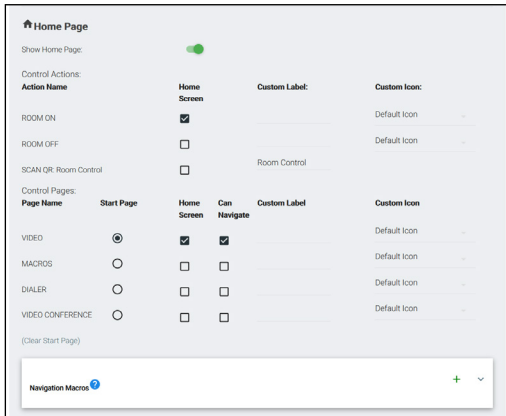 Home Page
Show Home Page:
Control Actions:
Action Name Home Screen Custom Label: Custom Icon:
ROOM ON Default Icon
ROOM OFF Default Icon
SCAN QR: Room Control Room Control
Control Pages:
Page Name Start Page Home Screen Can Navigate Custom Label Custom Icon
VIDEO Default Icon
MACROS Default Icon
DIALER Default Icon
VIDEO CONFERENCE Default Icon
(Clear Start Page)
Navigation Macros ? +